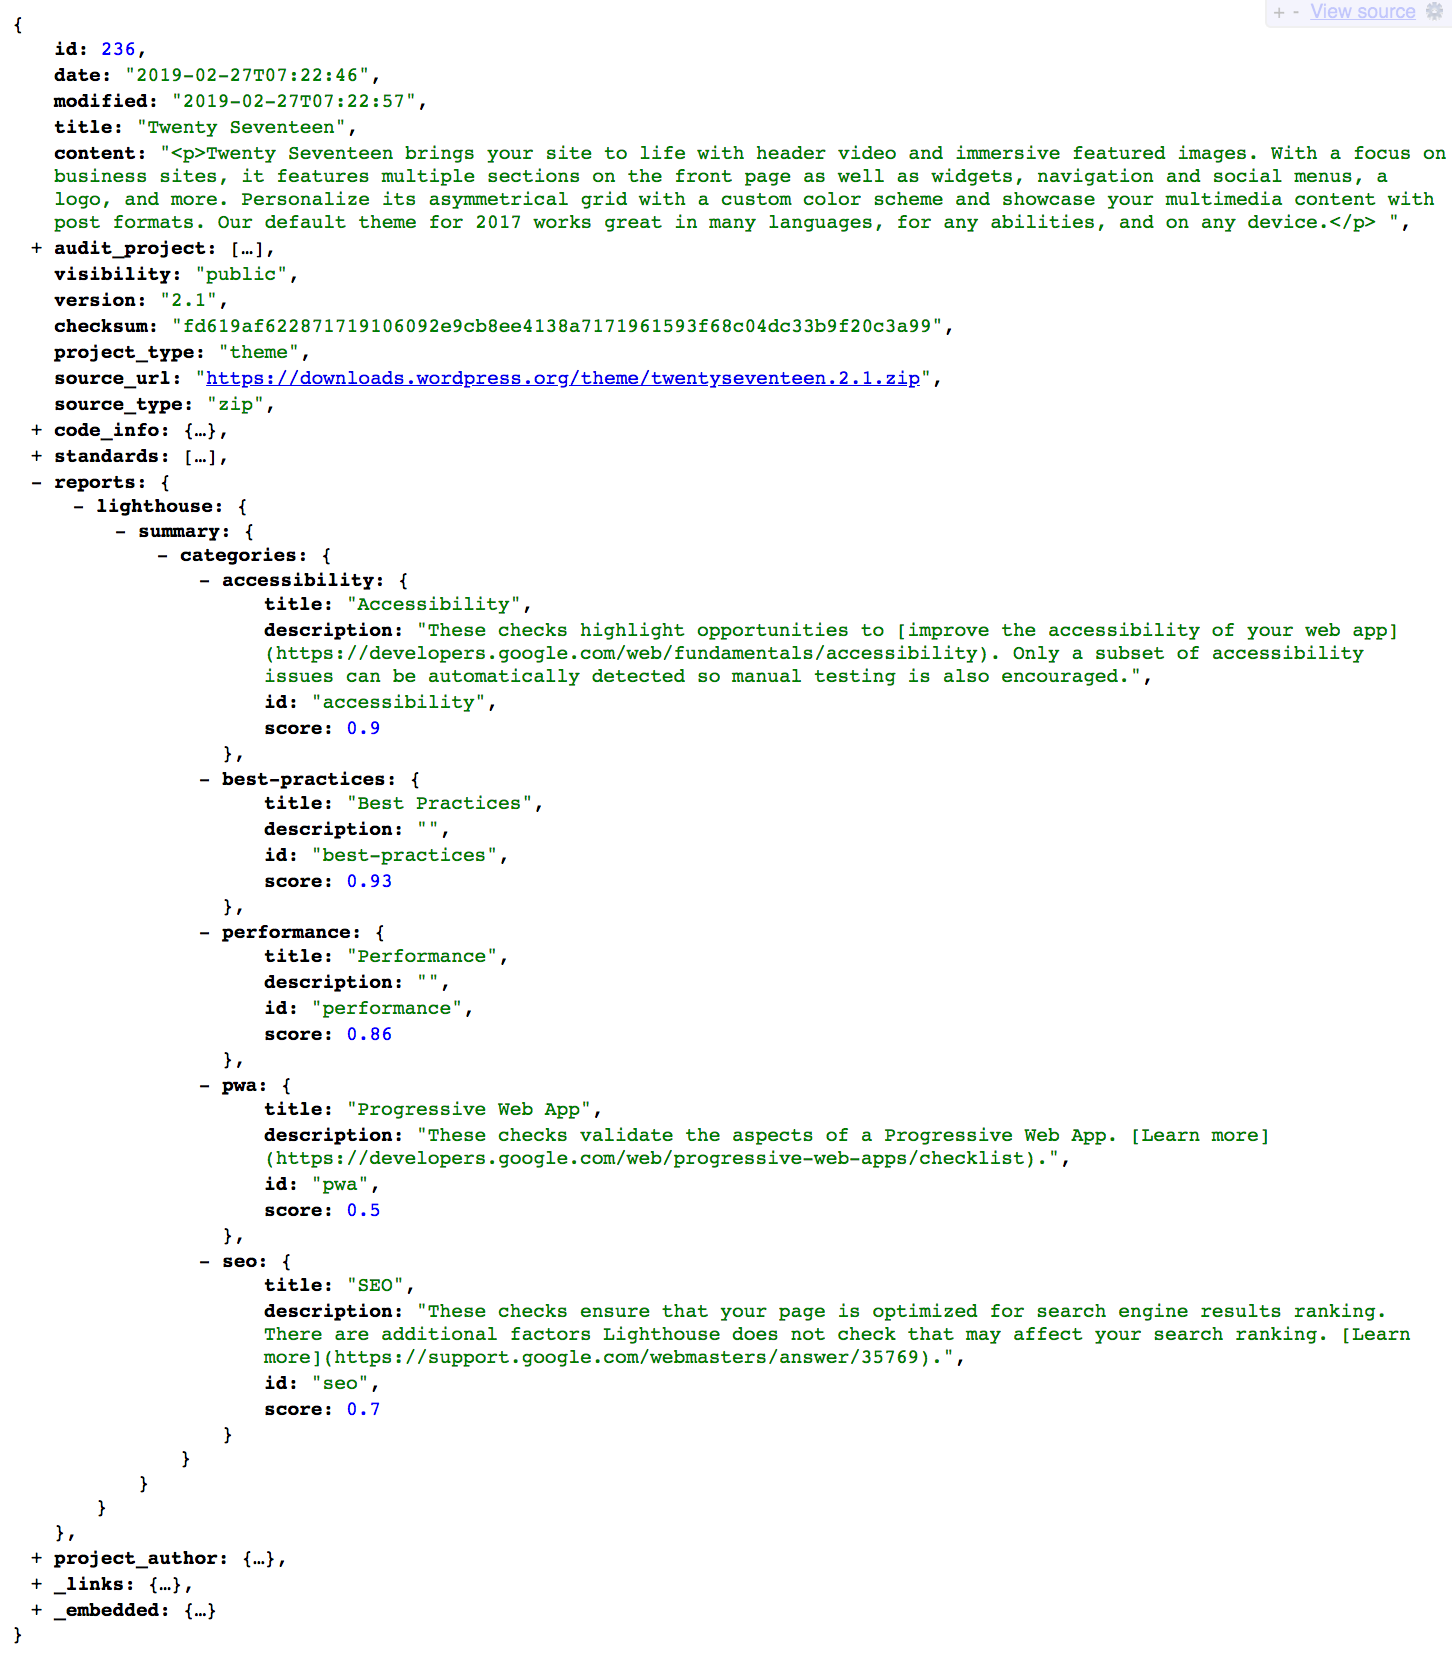 + - View source
{
id: 236,
date: "2019-02-27T07:22:46",
modified: "2019-02-27T07:22:57",
title: "Twenty Seventeen",
content: "<p>Twenty Seventeen brings your site to life with header video and immersive featured images. With a focus on
business sites, it features multiple sections on the front page as well as widgets, navigation and social menus, a
logo, and more. Personalize its asymmetrical grid with a custom color scheme and showcase your multimedia content with
post formats. Our default theme for 2017 works great in many languages, for any abilities, and on any device.</p> ",
+ audit_project: […],
visibility: "public",
version: "2.1",
checksum: "fd619af622871719106092e9cb8ee4138a7171961593f68c04dc33b9f20c3a99",
project_type: "theme",
source_url: "https://downloads.wordpress.org/theme/twentyseventeen.2.1.zip",
source_type: "zip",
+ code_info: {…},
+ standards: […],
- reports: {
- lighthouse: {
- summary: {
- categories: {
- accessibility: {
title: "Accessibility",
description: "These checks highlight opportunities to [improve the accessibility of your web app]
(https://developers.google.com/web/fundamentals/accessibility). Only a subset of accessibility
issues can be automatically detected so manual testing is also encouraged.",
id: "accessibility",
score: 0.9
},
- best-practices: {
title: "Best Practices",
description: "",
id: "best-practices",
score: 0.93
},
- performance: {
title: "Performance",
description: "",
id: "performance",
score: 0.86
},
- pwa: {
title: "Progressive Web App",
description: "These checks validate the aspects of a Progressive Web App. [Learn more]
(https://developers.google.com/web/progressive-web-apps/checklist).",
id: "pwa",
score: 0.5
},
- seo: {
title: "SEO",
description: "These checks ensure that your page is optimized for search engine results ranking.
There are additional factors Lighthouse does not check that may affect your search ranking. [Learn
more](https://support.google.com/webmasters/answer/35769).",
id: "seo",
score: 0.7
}
}
}
}
},
+ project_author: {…},
+ _links: {…},
+ _embedded: {…}
}